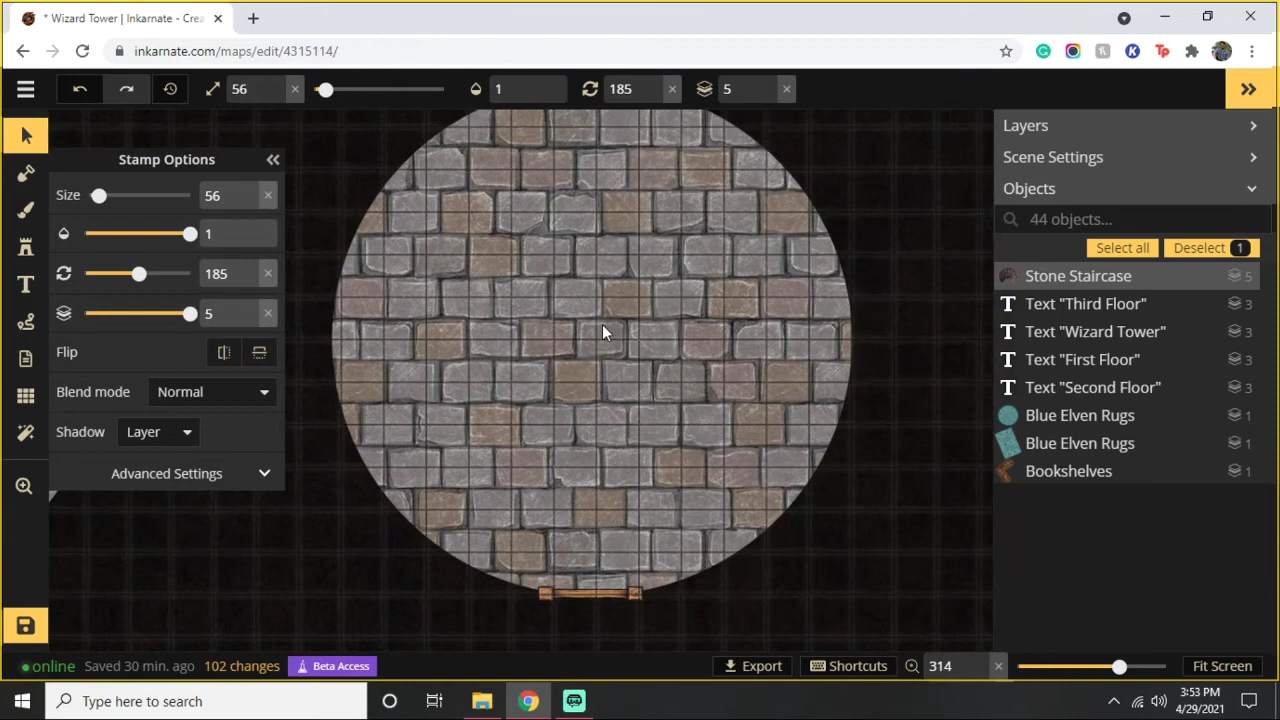 * Wizard Tower | Inkarnate - Crea
inkarnate.com/maps/edit/4315114/
56
1
185
5
Stamp Options
Size
56
1
185
5
Flip
Blend mode
Normal
Shadow
Layer
Advanced Settings
Layers
Scene Settings
Objects
44 objects...
Select all
Deselect 1
Stone Staircase 5
T Text "Third Floor" 3
T Text "Wizard Tower" 3
T Text "First Floor" 3
T Text "Second Floor" 3
Blue Elven Rugs 1
Blue Elven Rugs 1
Bookshelves 1
online Saved 30 min. ago 102 changes Beta Access Export Shortcuts 314 Fit Screen
Type here to search
3:53 PM
4/29/2021